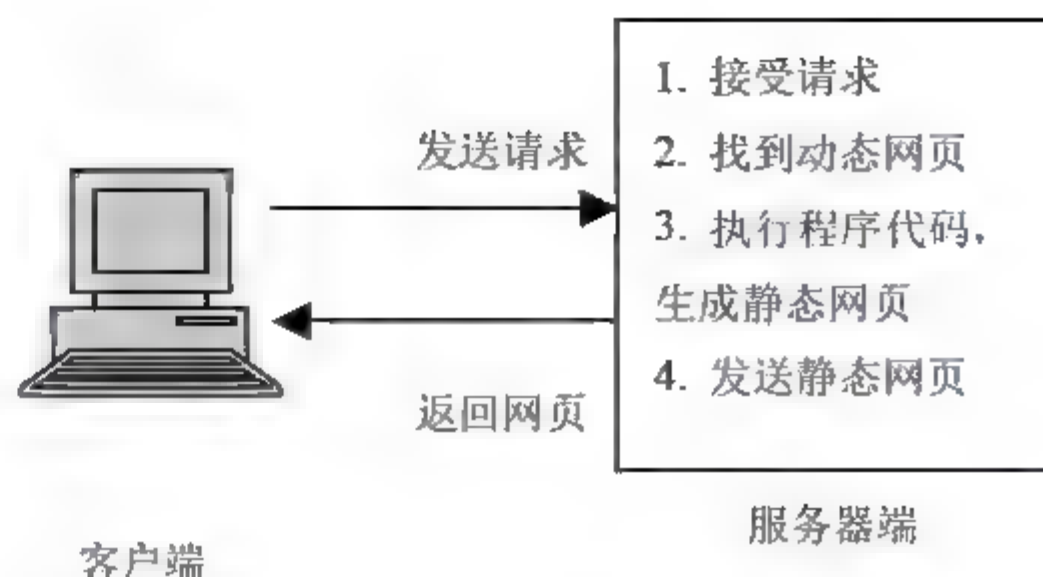 发送请求
返回网页
客户端
1. 接受请求
2. 找到动态网页
3. 执行程序代码，
生成静态网页
4. 发送静态网页
服务器端